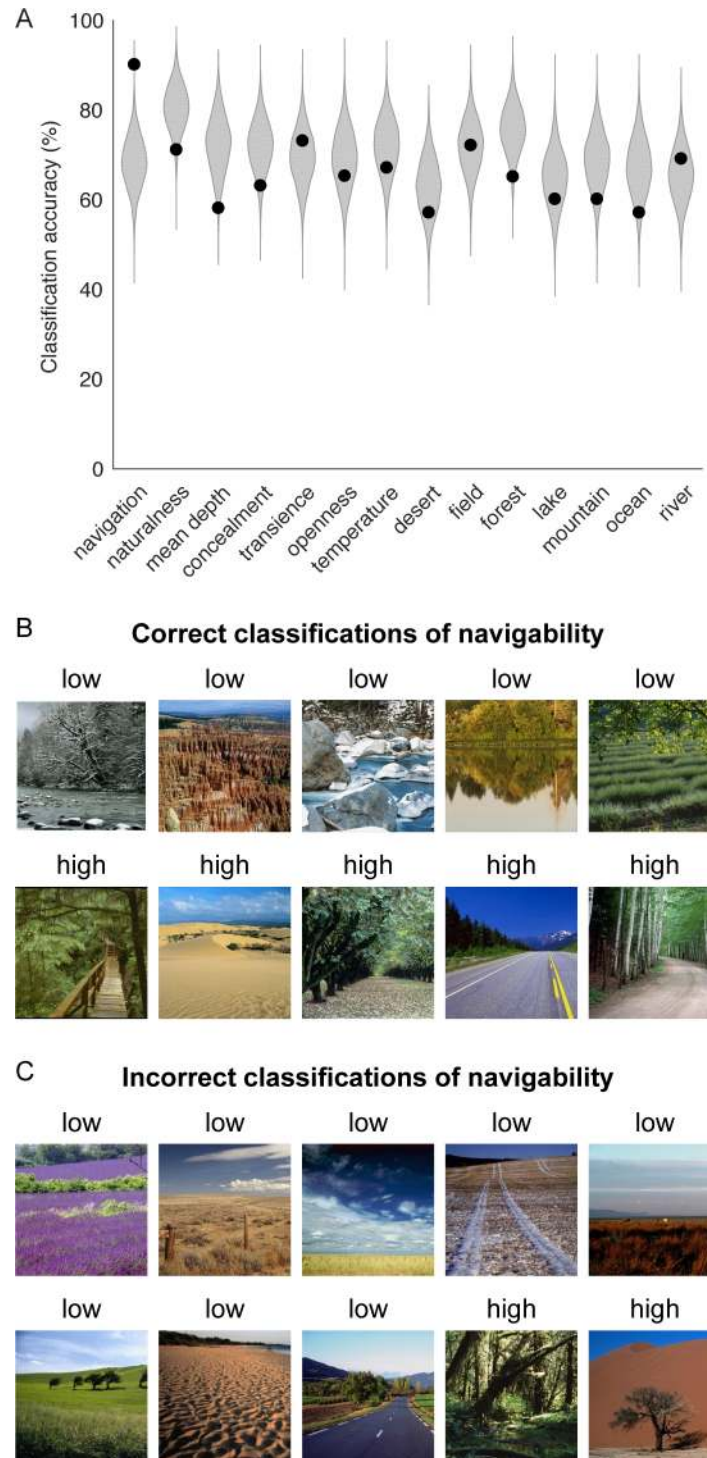 A
100
80
60
40
20
0
Classification accuracy (%)
navigation
naturalness
mean depth
concealment
transience
openness
temperature
desert
field
forest
lake
mountain
ocean
river
B Correct classifications of navigability
low low low low low
high high high high high
C Incorrect classifications of navigability
low low low low low
low low low high high